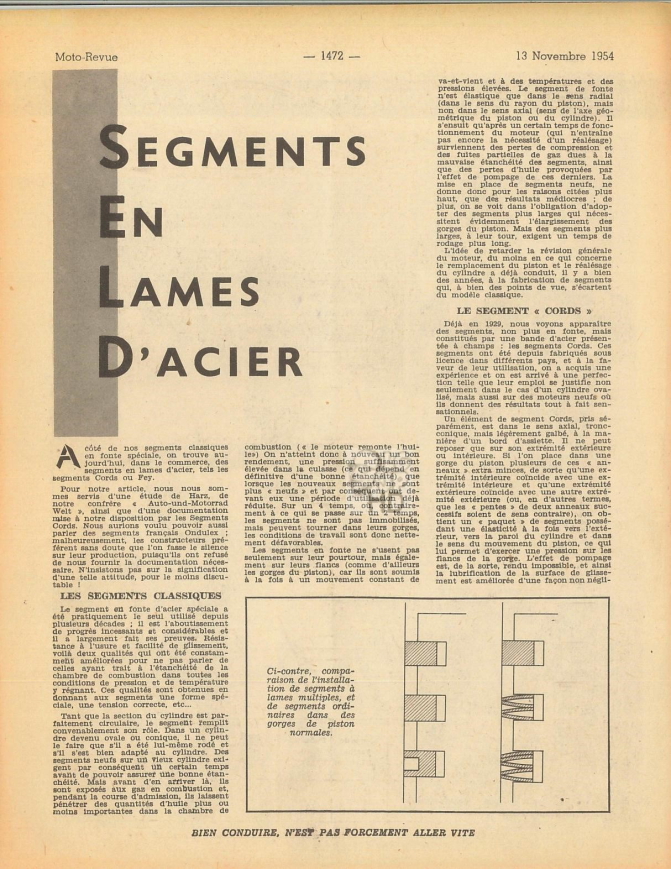 Moto-Revue
— 1472 —
13 Novembre 1954
SEGMENTS
EN
LAMES
D'ACIER
A côté de nos segments classiques
en fonte spéciale, on trouve au-
jourd'hui, dans le commerce, des
segments en lames d'acier, tels les
segments Cords ou Fey.
Pour notre article, nous nous som-
mes servis d'une étude de Harz, de
notre confrère « Auto-und-Motorrad
Welt », ainsi que d'une documentation
mise à notre disposition par les Segments
Cords. Nous aurions voulu pouvoir aussi
parler des segments français Ondulex ;
malheureusement, les constructeurs pré-
fèrent sans doute que l'on fasse le silence
sur leur production, puisqu'ils ont refusé
de nous fournir la documentation néces-
saire. N'insistons pas sur la signification
d'une telle attitude, pour le moins discu-
table !
LES SEGMENTS CLASSIQUES
Le segment en fonte d'acier spéciale a
été pratiquement le seul utilisé depuis
plusieurs décades ; il est l'aboutissement
de progrès incessants et considérables et
il a largement fait ses preuves. Résis-
tance à l'usure et facilité de glissement,
voilà deux qualités qui ont été constam-
ment améliorées pour ne pas parler de
celles ayant trait à l'étanchéité de la
chambre de combustion dans toutes les
conditions de pression et de température
y régnant. Ces qualités sont obtenues en
donnant aux segments une forme spé-
ciale, une tension correcte, etc...
Tant que la section du cylindre est par-
faitement circulaire, le segment remplit
convenablement son rôle. Dans un cylin-
dre devenu ovale ou conique, il ne peut
le faire que s'il a été lui-même rodé et
s'il s'est bien adapté au cylindre. Des
segments neufs sur un vieux cylindre exi-
gent par conséquent un certain temps
avant de pouvoir assurer une bonne étan-
chéité. Mais avant d'en arriver là, ils
sont exposés aux gaz en combustion et,
pendant la course d'admission, ils laissent
pénétrer des quantités d'huile plus ou
moins importantes dans la chambre de
combustion (« le moteur remonte l'hui-
le») On n'atteint donc à nouveau un bon
rendement, une pression suffisamment
élevée dans la culasse (ce qui dépend en
définitive d'une bonne étanchéité), que
lorsque les nouveaux segments ne sont
plus « neufs » et par conséquent ont de-
vant eux une période d'utilisation déjà
réduite. Sur un 4 temps, contraire-
ment à ce qui se passe sur un 2 temps,
les segments ne sont pas immobilisés,
mais peuvent tourner dans leurs gorges,
les conditions de travail sont donc nette-
ment défavorables.
Les segments en fonte ne s'usent pas
seulement sur leur pourtour, mais égale-
ment sur leurs flancs (comme d'ailleurs
les gorges du piston), car ils sont soumis
à la fois à un mouvement constant de
va-et-vient et à des températures et des
pressions élevées. Le segment de fonte
n'est élastique que dans le sens radial
(dans le sens du rayon du piston), mais
non dans le sens axial (sens de l'axe géo-
métrique du piston ou du cylindre). Il
s'ensuit qu'après un certain temps de fonc-
tionnement du moteur (qui n'entraîne
pas encore la nécessité d'un réalésage)
surviennent des pertes de compression et
des fuites partielles de gaz dues à la
mauvaise étanchéité des segments, ainsi
que des pertes d'huile provoquées par
l'effet de pompage de ces derniers. La
mise en place de segments neufs, ne
donne donc pour les raisons citées plus
haut, que des résultats médiocres ; de
plus, on se voit dans l'obligation d'adop-
ter des segments plus larges qui néces-
sitent évidemment l'élargissement des
gorges du piston. Mais des segments plus
larges, à leur tour, exigent un temps de
rodage plus long.
L'idée de retarder la révision générale
du moteur, du moins en ce qui concerne
le remplacement du piston et le réalésage
du cylindre a déjà conduit, il y a bien
des années, à la fabrication de segments
qui, à bien des points de vue, s'écartent
du modèle classique.
LE SEGMENT « CORDS »
Déjà en 1929, nous voyons apparaître
des segments, non plus en fonte, mais
constitués par une bande d'acier présen-
tée à champs : les segments Cords. Ces
segments ont été depuis fabriqués sous
licence dans différents pays, et à la fa-
veur de leur utilisation, on a acquis une
expérience et on est arrivé à une perfec-
tion telle que leur emploi se justifie non
seulement dans le cas d'un cylindre ova-
lisé, mais aussi sur des moteurs neufs où
ils donnent des résultats tout à fait sen-
sationnels.
Un élément de segment Cords, pris sé-
parément, est dans le sens axial, tronc-
conique, mais légèrement galbé, à la ma-
nière d'un bord d'assiette. Il ne peut
reposer que sur son extrémité extérieure
ou intérieure. Si l'on place dans une
gorge du piston plusieurs de ces « an-
neaux » extra minces, de sorte qu'une ex-
trémité intérieure coïncide avec une ex-
trémité intérieure et qu'une extrémité
extérieure coïncide avec une autre extré-
mité extérieure (ou, en d'autres termes,
que les « pentes » de deux anneaux suc-
cessifs soient de sens contraire), on ob-
tient un « paquet » de segments possé-
dant une élasticité à la fois vers l'exté-
rieur, vers la paroi du cylindre et dans
le sens du mouvement du piston, ce qui
lui permet d'exercer une pression sur les
flancs de la gorge. L'effet de pompage
est, de la sorte, rendu impossible, et ainsi
la lubrification de la surface de glisse-
ment est améliorée d'une façon non négli-
Ci-contre, compa-
raison de l'installa-
tion de segments à
lames multiples, et
de segments ordi-
naires dans des
gorges de piston
normales.
BIEN CONDUIRE, N'EST PAS FORCEMENT ALLER VITE